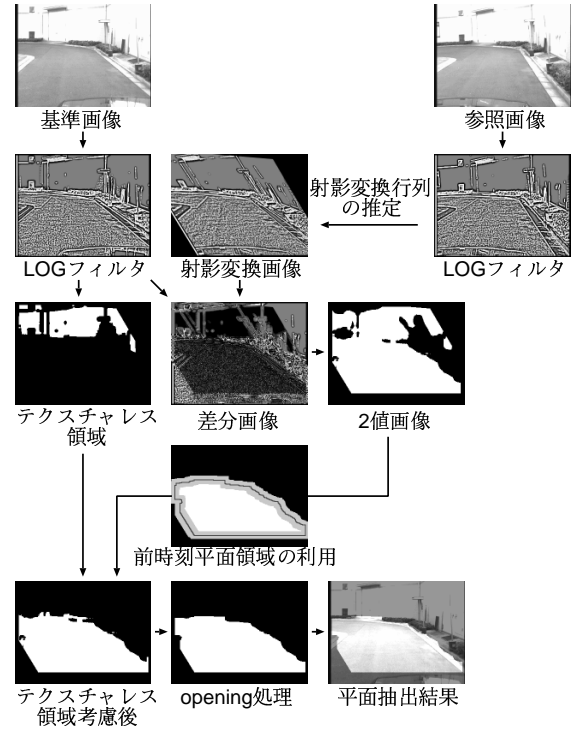 基準画像
参照画像
射影変換行列
の推定
LOGフィルタ
射影変換画像
LOGフィルタ
テクスチャレス
領域
差分画像
2値画像
前時刻平面領域の利用
テクスチャレス
領域考慮後
opening処理
平面抽出結果